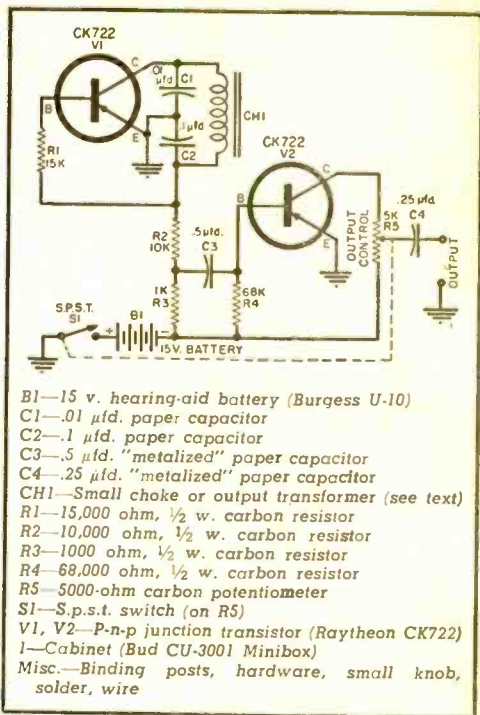 CK722
V1
C
.01
µfd
C1
B
E
CH1
.1µfd
C2
R1
15K
CK722
V2
C
B
E
R2
10K
.5µfd.
C3
OUTPUT
CONTROL
5K
R5
.25µfd.
C4
OUTPUT
1K
R3
68K
R4
S.P.S.T.
S1
B1
+
-
15V. BATTERY
B1—15 v. hearing-aid battery (Burgess U-10)
C1—.01 µfd. paper capacitor
C2—.1 µfd. paper capacitor
C3—.5 µfd. "metalized" paper capacitor
C4—.25 µfd. "metalized" paper capacitor
CH1—Small choke or output transformer (see text)
R1—15,000 ohm, ½ w. carbon resistor
R2—10,000 ohm, ½ w. carbon resistor
R3—1000 ohm, ½ w. carbon resistor
R4—68,000 ohm, ½ w. carbon resistor
R5—5000-ohm carbon potentiometer
S1—S.p.s.t. switch (on R5)
V1, V2—P-n-p junction transistor (Raytheon CK722)
1—Cabinet (Bud CU-3001 Minibox)
Misc.—Binding posts, hardware, small knob,
solder, wire